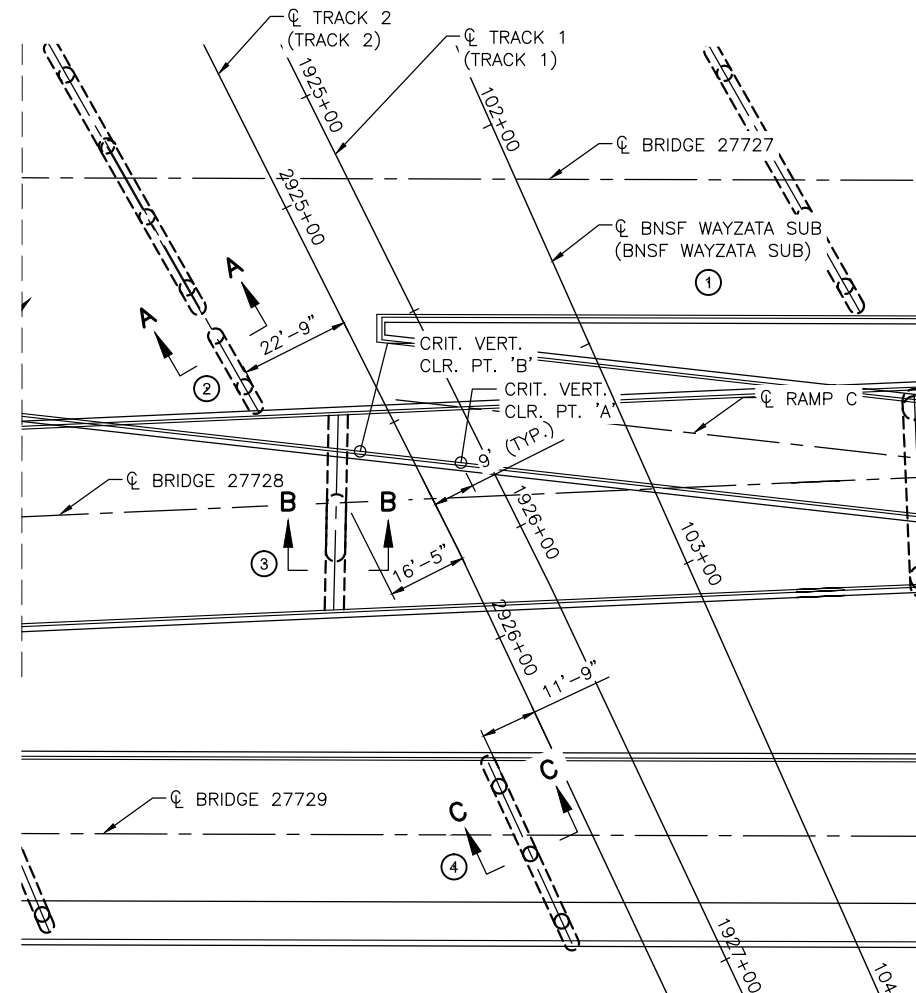 ℄ TRACK 2
(TRACK 2)
℄ TRACK 1
(TRACK 1)
1925+00
102+00
℄ BRIDGE 27727
2925+00
℄ BNSF WAYZATA SUB
(BNSF WAYZATA SUB)
1
A
A
22'-9"
2
CRIT. VERT.
CLR. PT. 'B'
CRIT. VERT.
CLR. PT. 'A'
℄ RAMP C
9' (TYP.)
℄ BRIDGE 27728
B
B
1926+00
3
16'-5"
103+00
2926+00
11'-9"
C
C
℄ BRIDGE 27729
4
1927+00
104